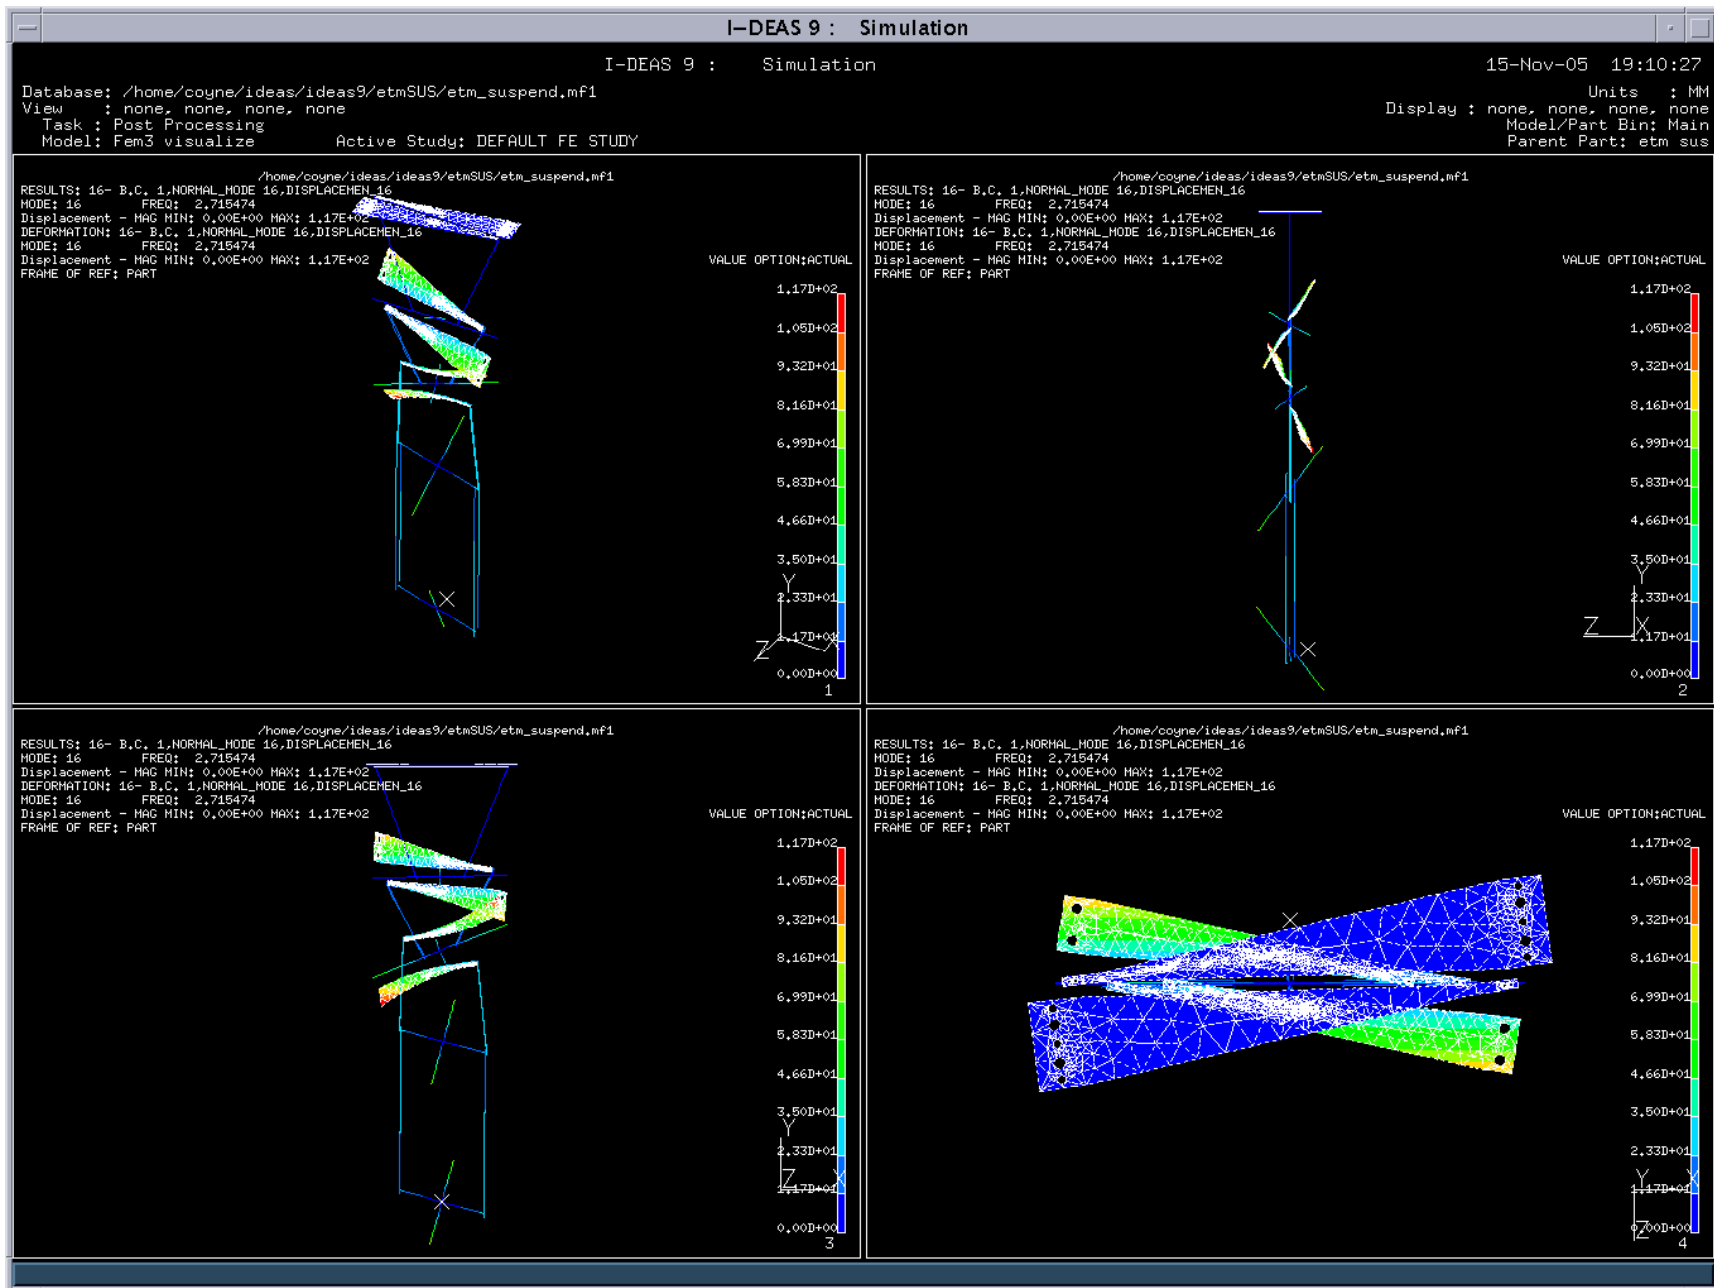 I-DEAS 9 :   Simulation
I-DEAS 9 :    Simulation    15-Nov-05  19:10:27
Database: /home/coyne/ideas/ideas9/etmSUS/etm_suspend.mf1    Units   : MM
View    : none, none, none, none    Display : none, none, none, none
Task : Post Processing    Model/Part Bin: Main
Model: Fem3 visualize    Active Study: DEFAULT FE STUDY    Parent Part: etm sus
/home/coyne/ideas/ideas9/etmSUS/etm_suspend.mf1
RESULTS: 16- B.C. 1,NORMAL_MODE 16,DISPLACEMEN_16
MODE: 16    FREQ: 2.715474
Displacement - MAG MIN: 0.00E+00 MAX: 1.17E+02
DEFORMATION: 16- B.C. 1,NORMAL_MODE 16,DISPLACEMEN_16
MODE: 16    FREQ: 2.715474
Displacement - MAG MIN: 0.00E+00 MAX: 1.17E+02    VALUE OPTION:ACTUAL
FRAME OF REF: PART
1.17D+02
1.05D+02
9.32D+01
8.16D+01
6.99D+01
5.83D+01
4.66D+01
3.50D+01
Y
2.33D+01
1.17D+01
Z X
0.00D+00
1
/home/coyne/ideas/ideas9/etmSUS/etm_suspend.mf1
RESULTS: 16- B.C. 1,NORMAL_MODE 16,DISPLACEMEN_16
MODE: 16    FREQ: 2.715474
Displacement - MAG MIN: 0.00E+00 MAX: 1.17E+02
DEFORMATION: 16- B.C. 1,NORMAL_MODE 16,DISPLACEMEN_16
MODE: 16    FREQ: 2.715474
Displacement - MAG MIN: 0.00E+00 MAX: 1.17E+02    VALUE OPTION:ACTUAL
FRAME OF REF: PART
1.17D+02
1.05D+02
9.32D+01
8.16D+01
6.99D+01
5.83D+01
4.66D+01
3.50D+01
Y
2.33D+01
Z X
1.17D+01
0.00D+00
2
/home/coyne/ideas/ideas9/etmSUS/etm_suspend.mf1
RESULTS: 16- B.C. 1,NORMAL_MODE 16,DISPLACEMEN_16
MODE: 16    FREQ: 2.715474
Displacement - MAG MIN: 0.00E+00 MAX: 1.17E+02
DEFORMATION: 16- B.C. 1,NORMAL_MODE 16,DISPLACEMEN_16
MODE: 16    FREQ: 2.715474
Displacement - MAG MIN: 0.00E+00 MAX: 1.17E+02    VALUE OPTION:ACTUAL
FRAME OF REF: PART
1.17D+02
1.05D+02
9.32D+01
8.16D+01
6.99D+01
5.83D+01
4.66D+01
3.50D+01
Y
2.33D+01
Z X
1.17D+01
0.00D+00
3
/home/coyne/ideas/ideas9/etmSUS/etm_suspend.mf1
RESULTS: 16- B.C. 1,NORMAL_MODE 16,DISPLACEMEN_16
MODE: 16    FREQ: 2.715474
Displacement - MAG MIN: 0.00E+00 MAX: 1.17E+02
DEFORMATION: 16- B.C. 1,NORMAL_MODE 16,DISPLACEMEN_16
MODE: 16    FREQ: 2.715474
Displacement - MAG MIN: 0.00E+00 MAX: 1.17E+02    VALUE OPTION:ACTUAL
FRAME OF REF: PART
1.17D+02
1.05D+02
9.32D+01
8.16D+01
6.99D+01
5.83D+01
4.66D+01
3.50D+01
2.33D+01
Y X
1.17D+01
Z
0.00D+00
4